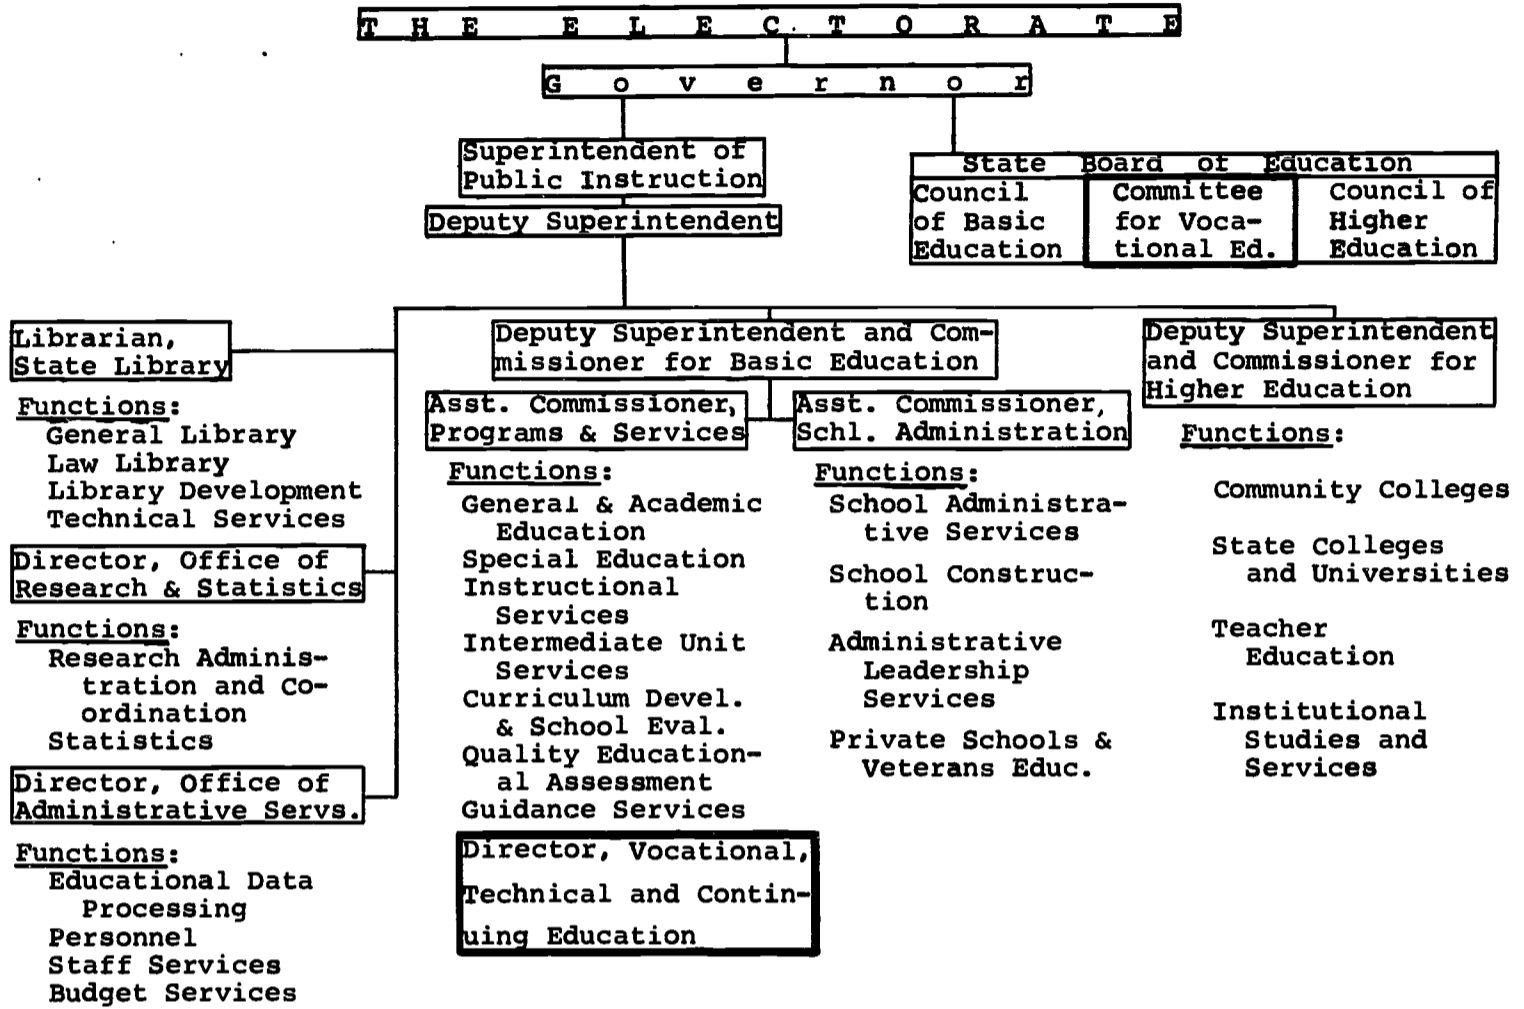 THE ELECTORATE
Governor
Superintendent of
Public Instruction
Deputy Superintendent
State Board of Education
Council
of Basic
Education
Committee
for Voca-
tional Ed.
Council of
Higher
Education
Librarian,
State Library
Functions:
General Library
Law Library
Library Development
Technical Services
Director, Office of
Research & Statistics
Functions:
Research Adminis-
tration and Co-
ordination
Statistics
Director, Office of
Administrative Servs.
Functions:
Educational Data
Processing
Personnel
Staff Services
Budget Services
Deputy Superintendent and Com-
missioner for Basic Education
Asst. Commissioner,
Programs & Services
Functions:
General & Academic
Education
Special Education
Instructional
Services
Intermediate Unit
Services
Curriculum Devel.
& School Eval.
Quality Education-
al Assessment
Guidance Services
Director, Vocational,
Technical and Contin-
uing Education
Asst. Commissioner,
Schl. Administration
Functions:
School Administra-
tive Services
School Construc-
tion
Administrative
Leadership
Services
Private Schools &
Veterans Educ.
Deputy Superintendent
and Commissioner for
Higher Education
Functions:
Community Colleges
State Colleges
and Universities
Teacher
Education
Institutional
Studies and
Services